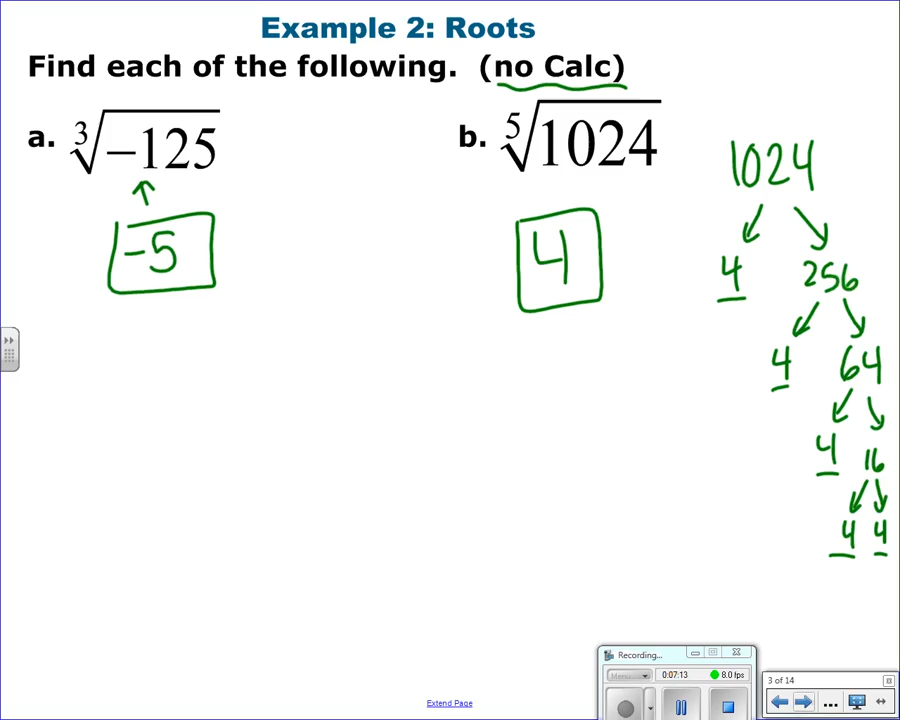 Example 2: Roots
Find each of the following. (no Calc)
a. ∛−125
b. ⁵√1024
1024
-5
4
4 256
4 64
4 16
4 4
Recording...
Menu
0:07:13 8.0 fps
3 of 14
...
Extend Page